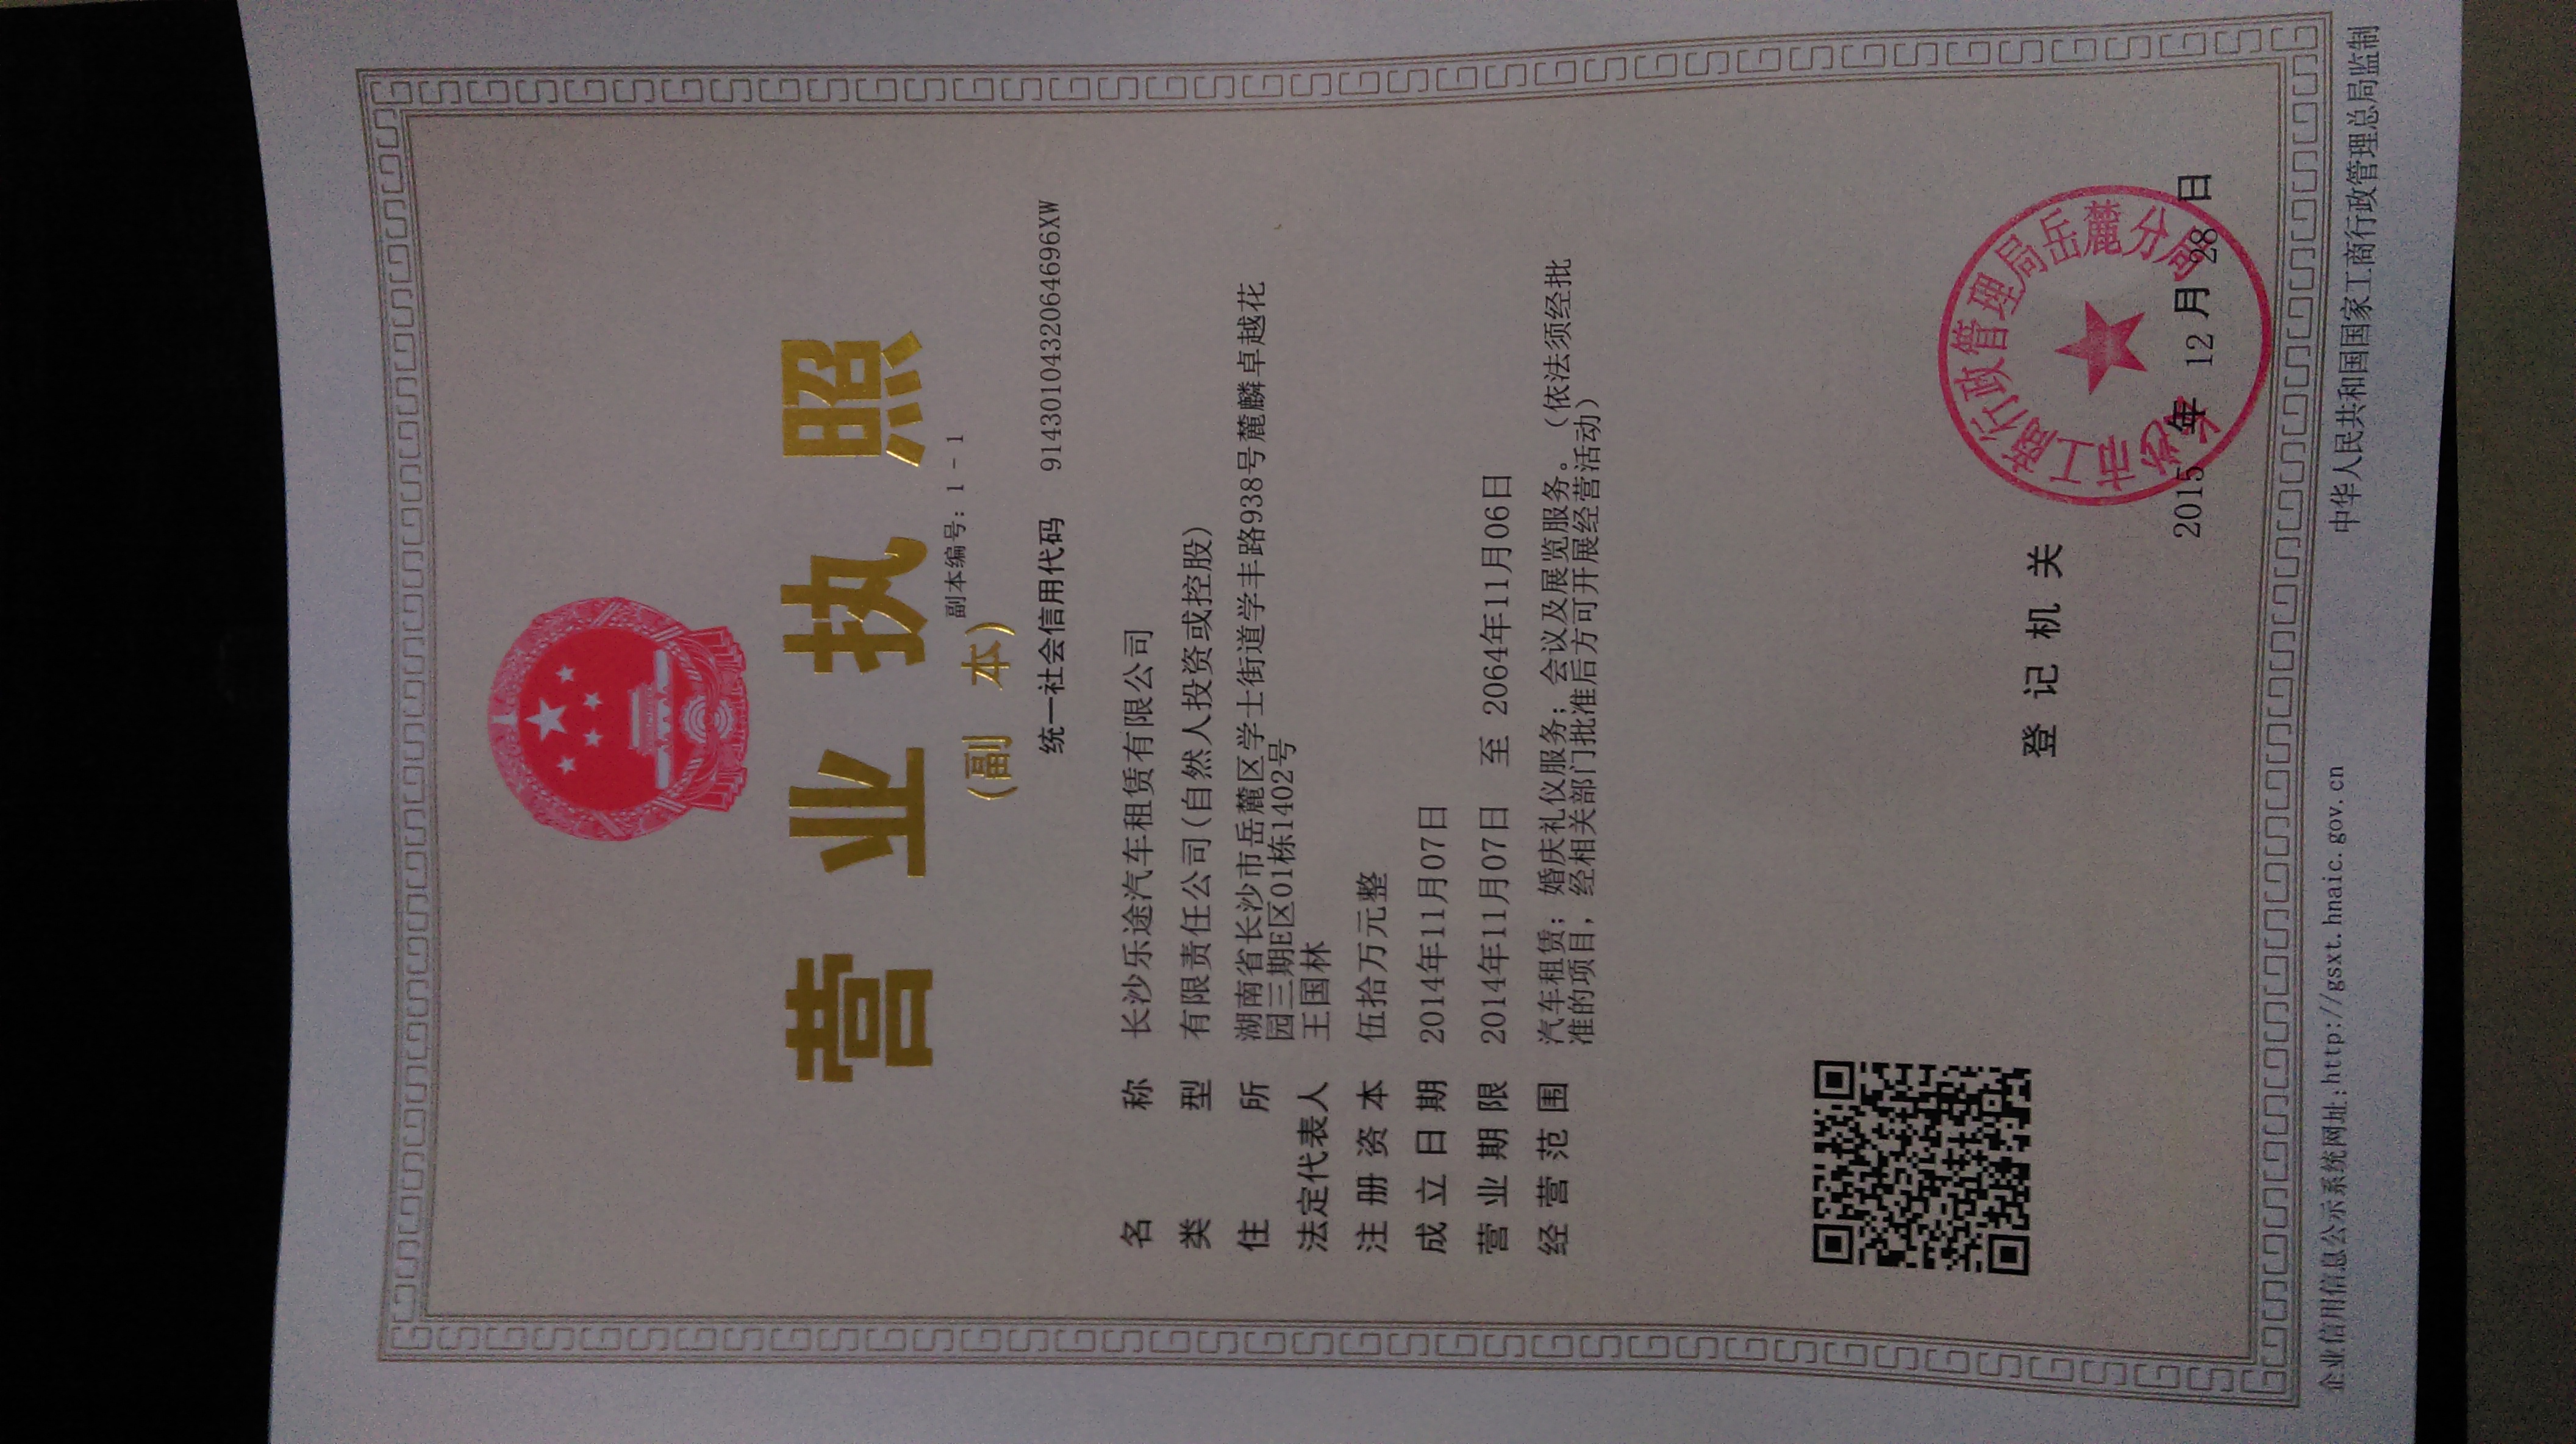 营业执照
副本编号：1-1
（副 本）
统一社会信用代码 9143010432064696XW
名称 长沙乐途汽车租赁有限公司
类型 有限责任公司(自然人投资或控股)
住所 湖南省长沙市岳麓区学士街道学丰路938号麓麟卓越花
园三期E区01栋1402号
法定代表人 王国林
注册资本 伍拾万元整
成立日期 2014年11月07日
营业期限 2014年11月07日 至 2064年11月06日
经营范围 汽车租赁；婚庆礼仪服务；会议及展览服务。（依法须经批
准的项目，经相关部门批准后方可开展经营活动）
登记机关
市工商行政管理局岳麓分局
2015年12月28日
企业信用信息公示系统网址：http://gsxt.hnaic.gov.cn
中华人民共和国国家工商行政管理总局监制